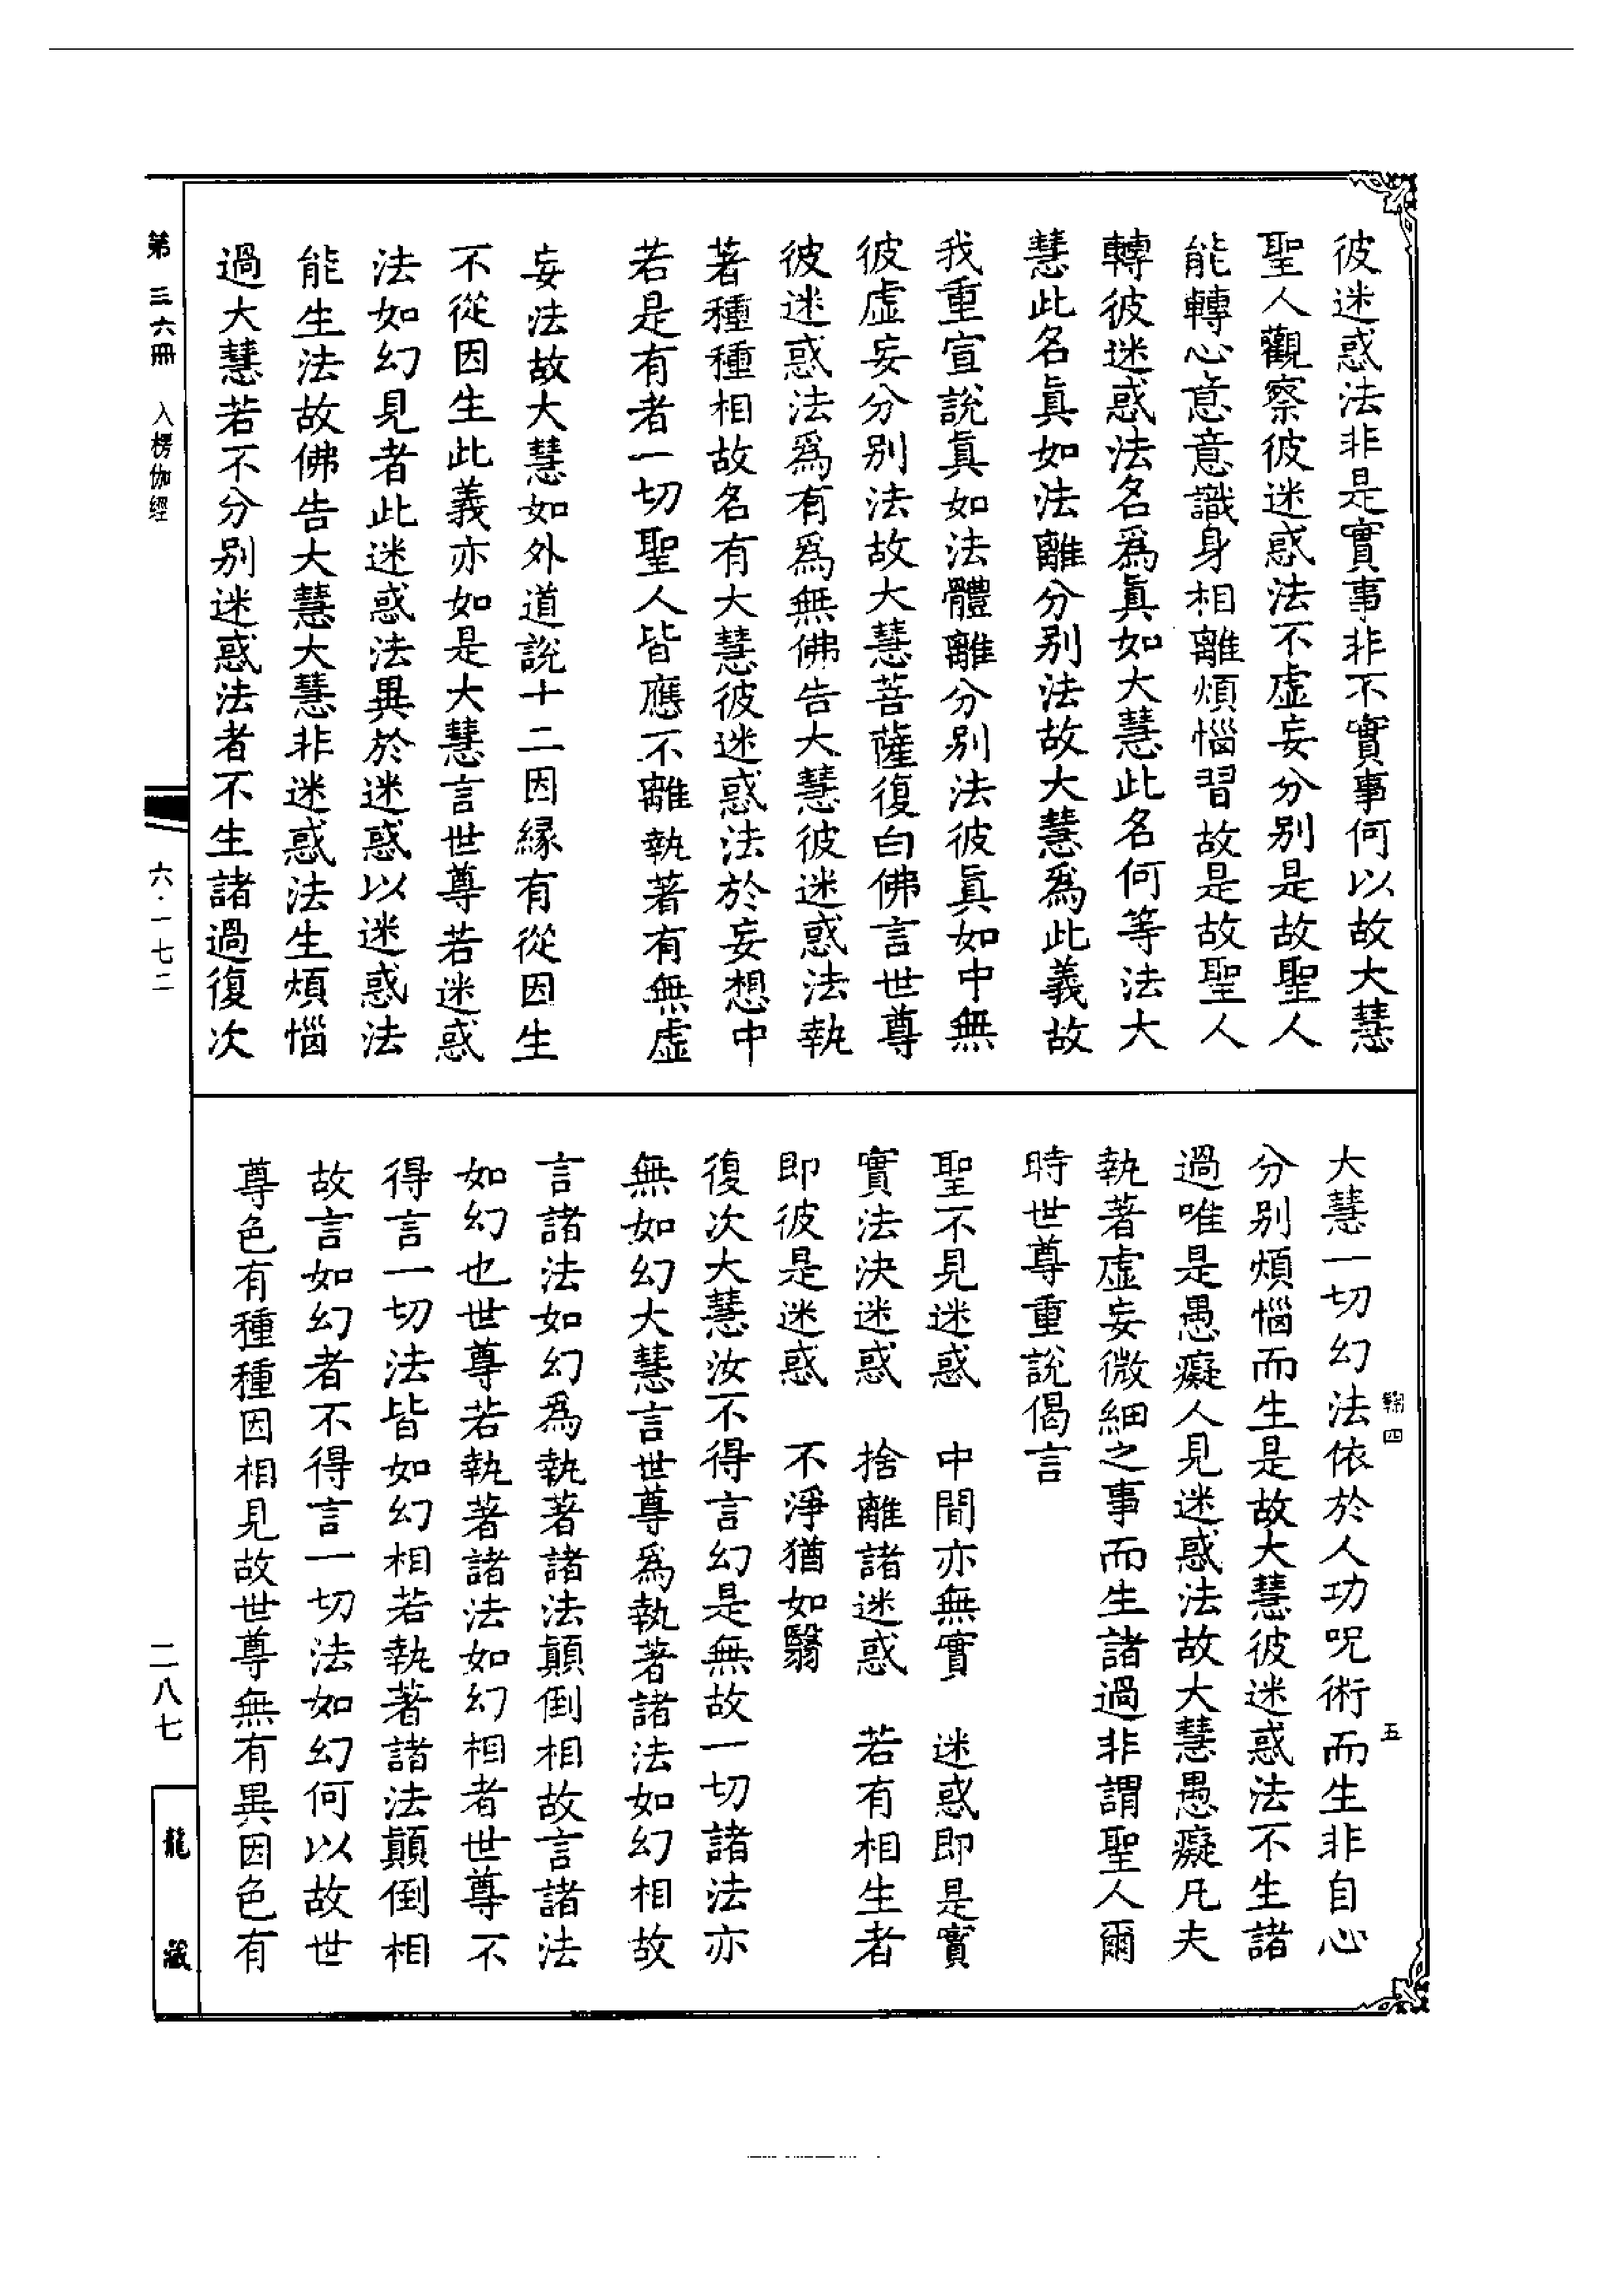 彼迷惑法非是實事非不實事何以故大慧
聖人觀察彼迷惑法不虛妄分別是故聖人
能轉心意意識身相離煩惱習故是故聖人
轉彼迷惑法名爲眞如大慧此名何等法大
慧此名眞如法離分別法故大慧爲此義故
我重宣說眞如法體離分別法彼眞如中無
彼虛妄分別法故大慧菩薩復白佛言世尊
彼迷惑法爲有爲無佛告大慧彼迷惑法執
著種種相故名有大慧彼迷惑法於妄想中
若是有者一切聖人皆應不離執著有無虛
妄法故大慧如外道說十二因縁有從因生
不從因生此義亦如是大慧言世尊若迷惑
法如幻見者此迷惑法異於迷惑以迷惑法
能生法故佛告大慧大慧非迷惑法生煩惱
過大慧若不分別迷惑法者不生諸過復次
大慧一切幻法依於人功呪術而生非自心
分別煩惱而生是故大慧彼迷惑法不生諸
過唯是愚癡人見迷惑法故大慧愚癡凡夫
執著虛妄微細之事而生諸過非謂聖人爾
時世尊重說偈言
聖不見迷惑　中間亦無實　迷惑即是實
實法決迷惑　捨離諸迷惑　若有相生者
即彼是迷惑　不淨猶如翳
復次大慧汝不得言幻是無故一切諸法亦
無如幻大慧言世尊爲執著諸法如幻相故
言諸法如幻爲執著諸法顚倒相故言諸法
如幻也世尊若執著諸法如幻相者世尊不
得言一切法皆如幻相若執著諸法顚倒相
故言如幻者不得言一切法如幻何以故世
尊色有種種因相見故世尊無有異因色有
第三六冊　入楞伽經
六·一七二
二八七
龍藏
四
五